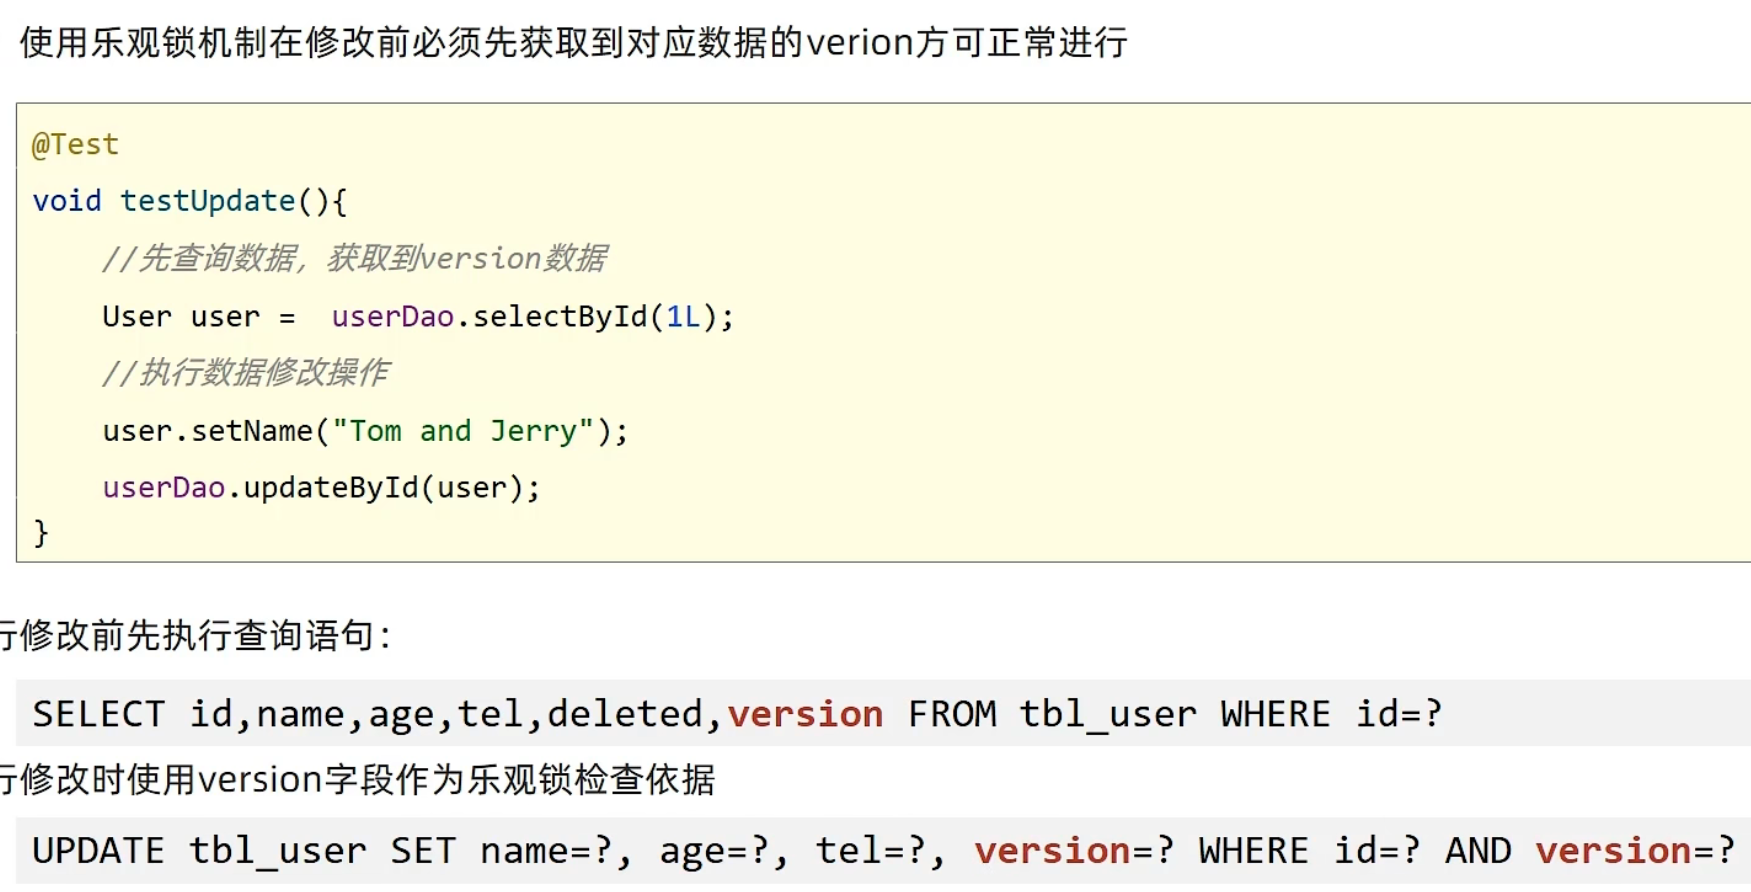 使用乐观锁机制在修改前必须先获取到对应数据的verion方可正常进行
@Test
void testUpdate(){
//先查询数据，获取到version数据
User user =  userDao.selectById(1L);
//执行数据修改操作
user.setName("Tom and Jerry");
userDao.updateById(user);
}
行修改前先执行查询语句：
SELECT id,name,age,tel,deleted,version FROM tbl_user WHERE id=?
行修改时使用version字段作为乐观锁检查依据
UPDATE tbl_user SET name=?, age=?, tel=?, version=? WHERE id=? AND version=?